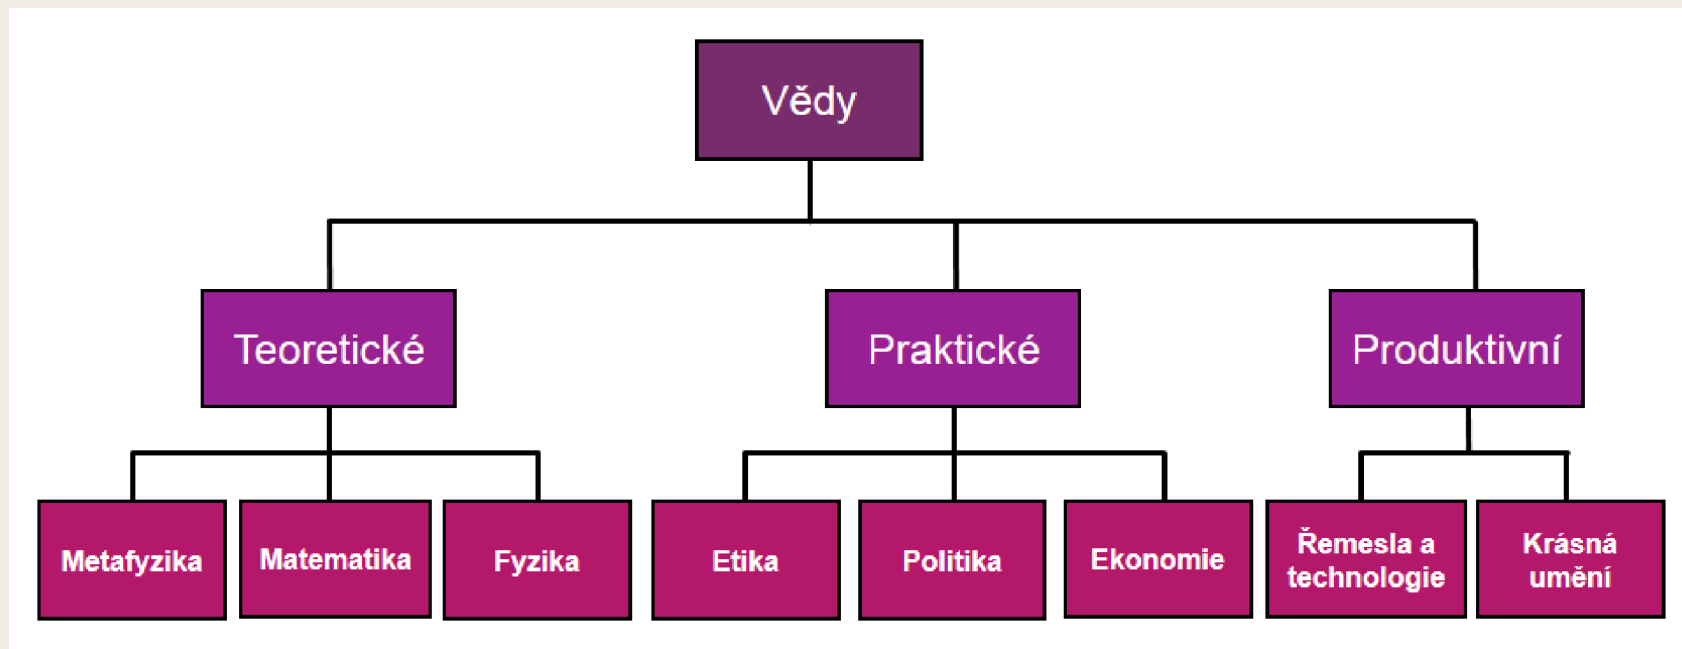 Vědy
Teoretické
Praktické
Produktivní
Metafyzika
Matematika
Fyzika
Etika
Politika
Ekonomie
Řemesla a
technologie
Krásná
umění